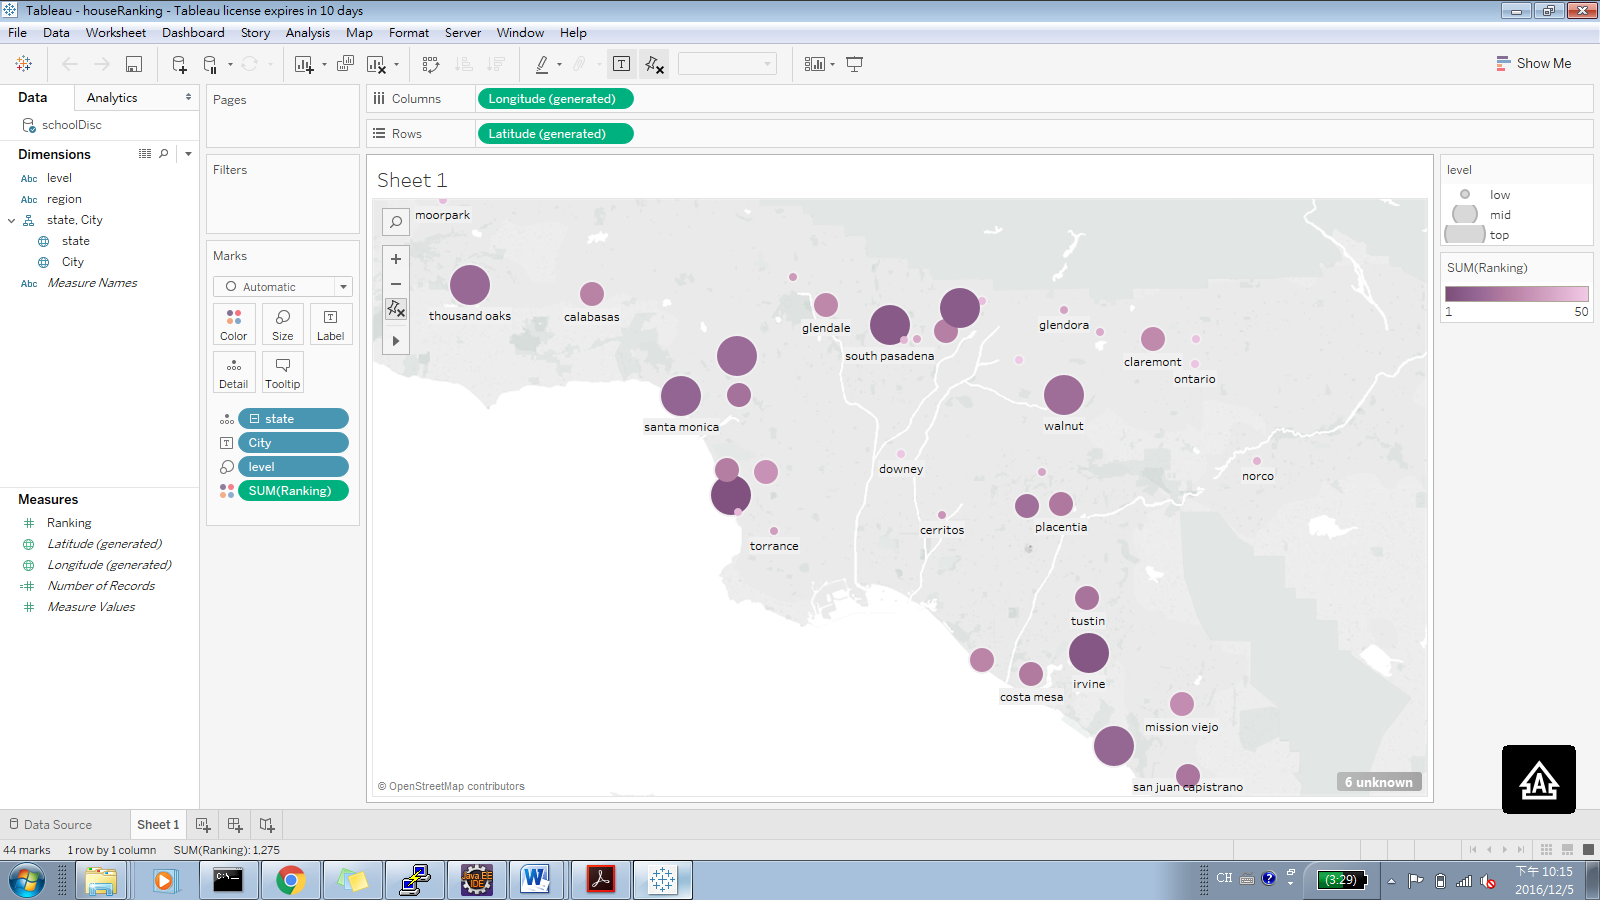 Tableau - houseRanking - Tableau license expires in 10 days
File Data Worksheet Dashboard Story Analysis Map Format Server Window Help
Show Me
Data Analytics
schoolDisc
Dimensions
Abc level
Abc region
state, City
state
City
Abc Measure Names
Measures
Ranking
Latitude (generated)
Longitude (generated)
Number of Records
Measure Values
Pages
Filters
Marks
Automatic
Color Size Label
Detail Tooltip
state
City
level
SUM(Ranking)
Columns Longitude (generated)
Rows Latitude (generated)
Sheet 1
moorpark
thousand oaks
calabasas
glendale
south pasadena
glendora
claremont
ontario
santa monica
walnut
downey
norco
torrance
cerritos
placentia
tustin
irvine
costa mesa
mission viejo
san juan capistrano
© OpenStreetMap contributors
6 unknown
level
low
mid
top
SUM(Ranking)
1 50
Data Source Sheet 1
44 marks 1 row by 1 column SUM(Ranking): 1,275
C:\_
Java EE
IDE
W
CH
(3:29)
下午 10:15
2016/12/5